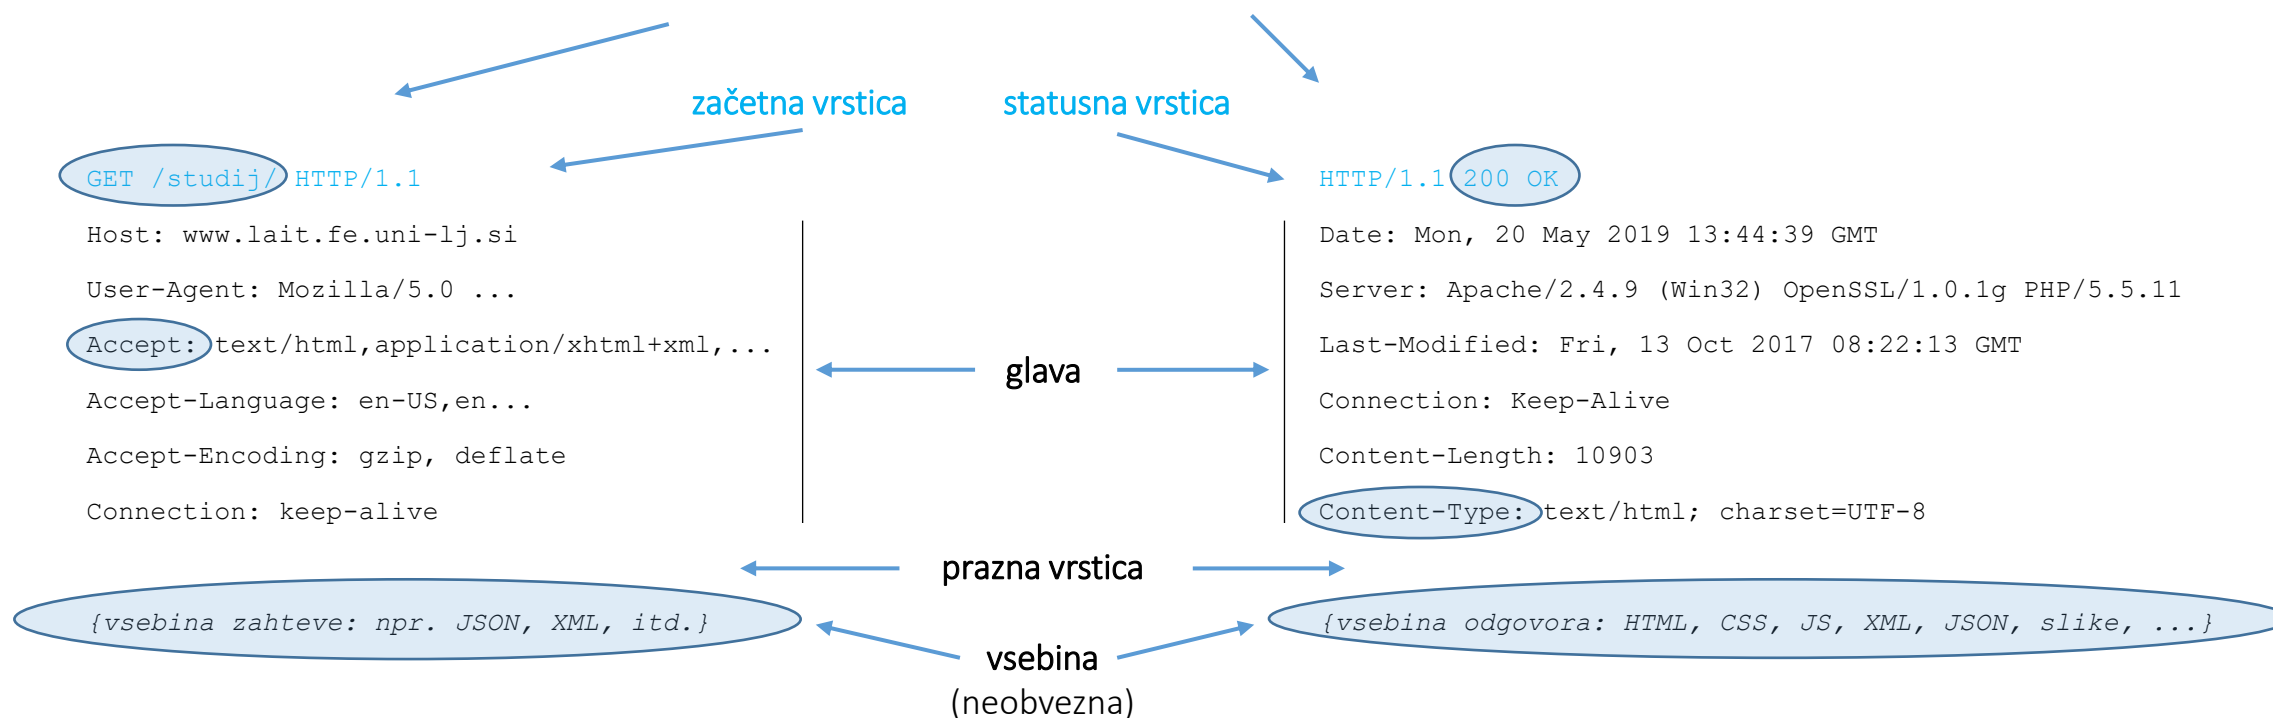 začetna vrstica
statusna vrstica
GET /studij/ HTTP/1.1
Host: www.lait.fe.uni-lj.si
User-Agent: Mozilla/5.0 ...
Accept: text/html,application/xhtml+xml,...
Accept-Language: en-US,en...
Accept-Encoding: gzip, deflate
Connection: keep-alive
{vsebina zahteve: npr. JSON, XML, itd.}
glava
prazna vrstica
vsebina
(neobvezna)
HTTP/1.1 200 OK
Date: Mon, 20 May 2019 13:44:39 GMT
Server: Apache/2.4.9 (Win32) OpenSSL/1.0.1g PHP/5.5.11
Last-Modified: Fri, 13 Oct 2017 08:22:13 GMT
Connection: Keep-Alive
Content-Length: 10903
Content-Type: text/html; charset=UTF-8
{vsebina odgovora: HTML, CSS, JS, XML, JSON, slike, ...}